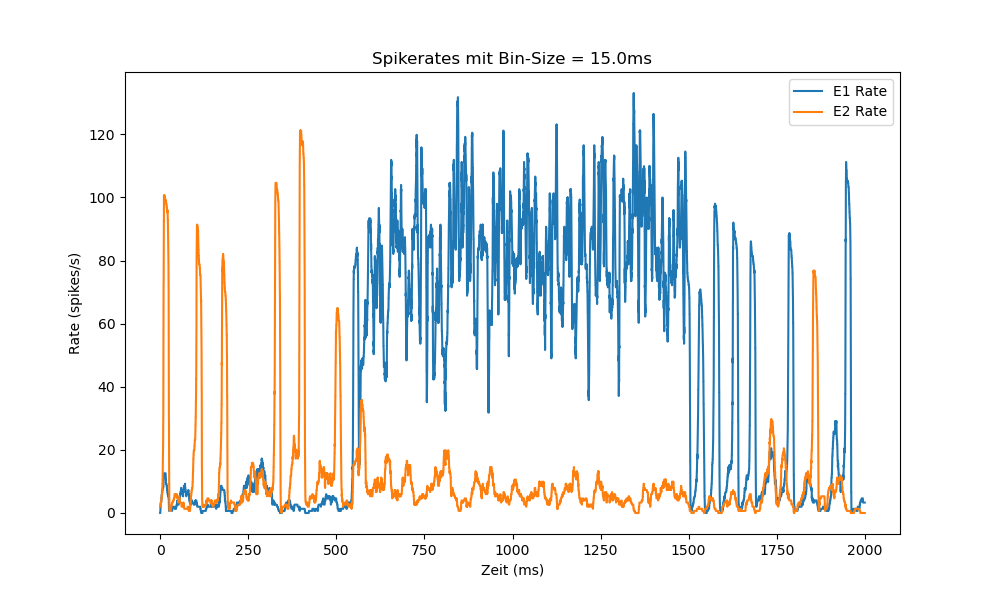 Spikerates mit Bin-Size = 15.0ms
E1 Rate
E2 Rate
120
100
80
60
40
20
0
Rate (spikes/s)
0 250 500 750 1000 1250 1500 1750 2000
Zeit (ms)